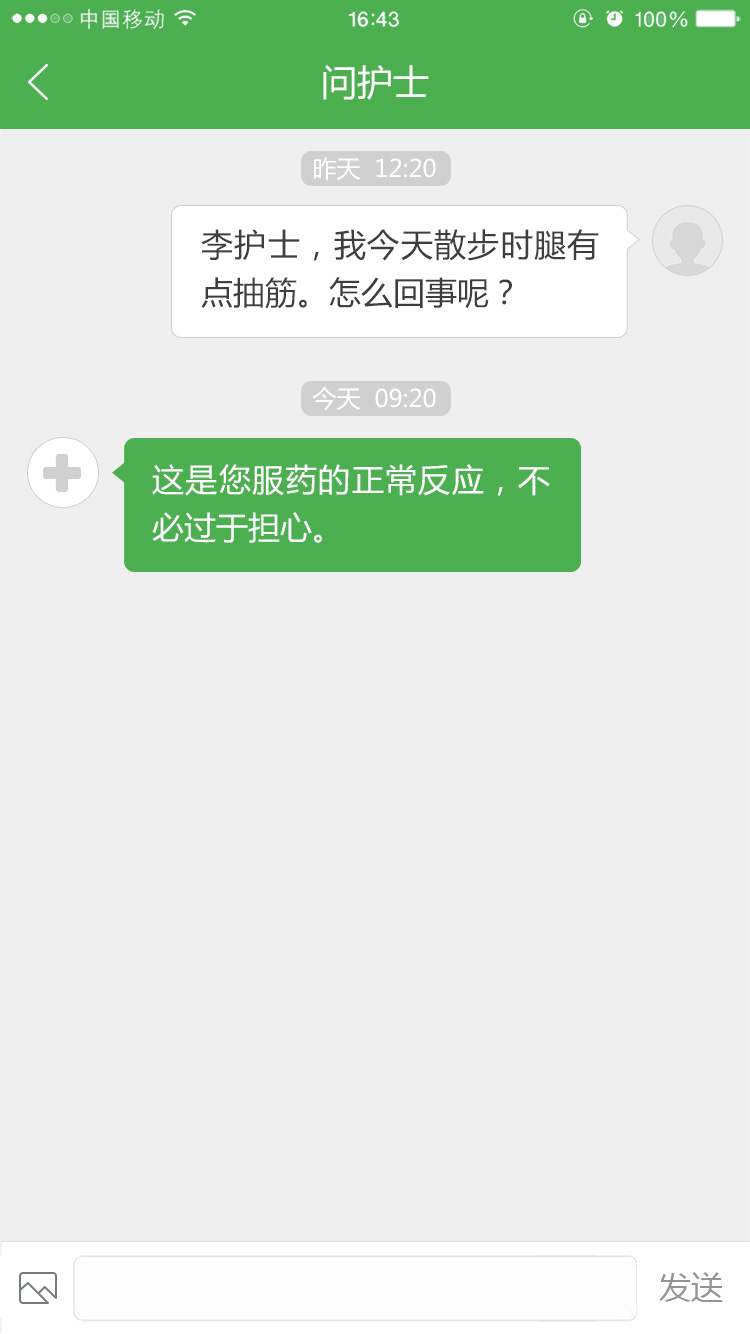 中国移动 16:43 100%
问护士
昨天 12:20
李护士，我今天散步时腿有
点抽筋。怎么回事呢？
今天 09:20
这是您服药的正常反应，不
必过于担心。
发送